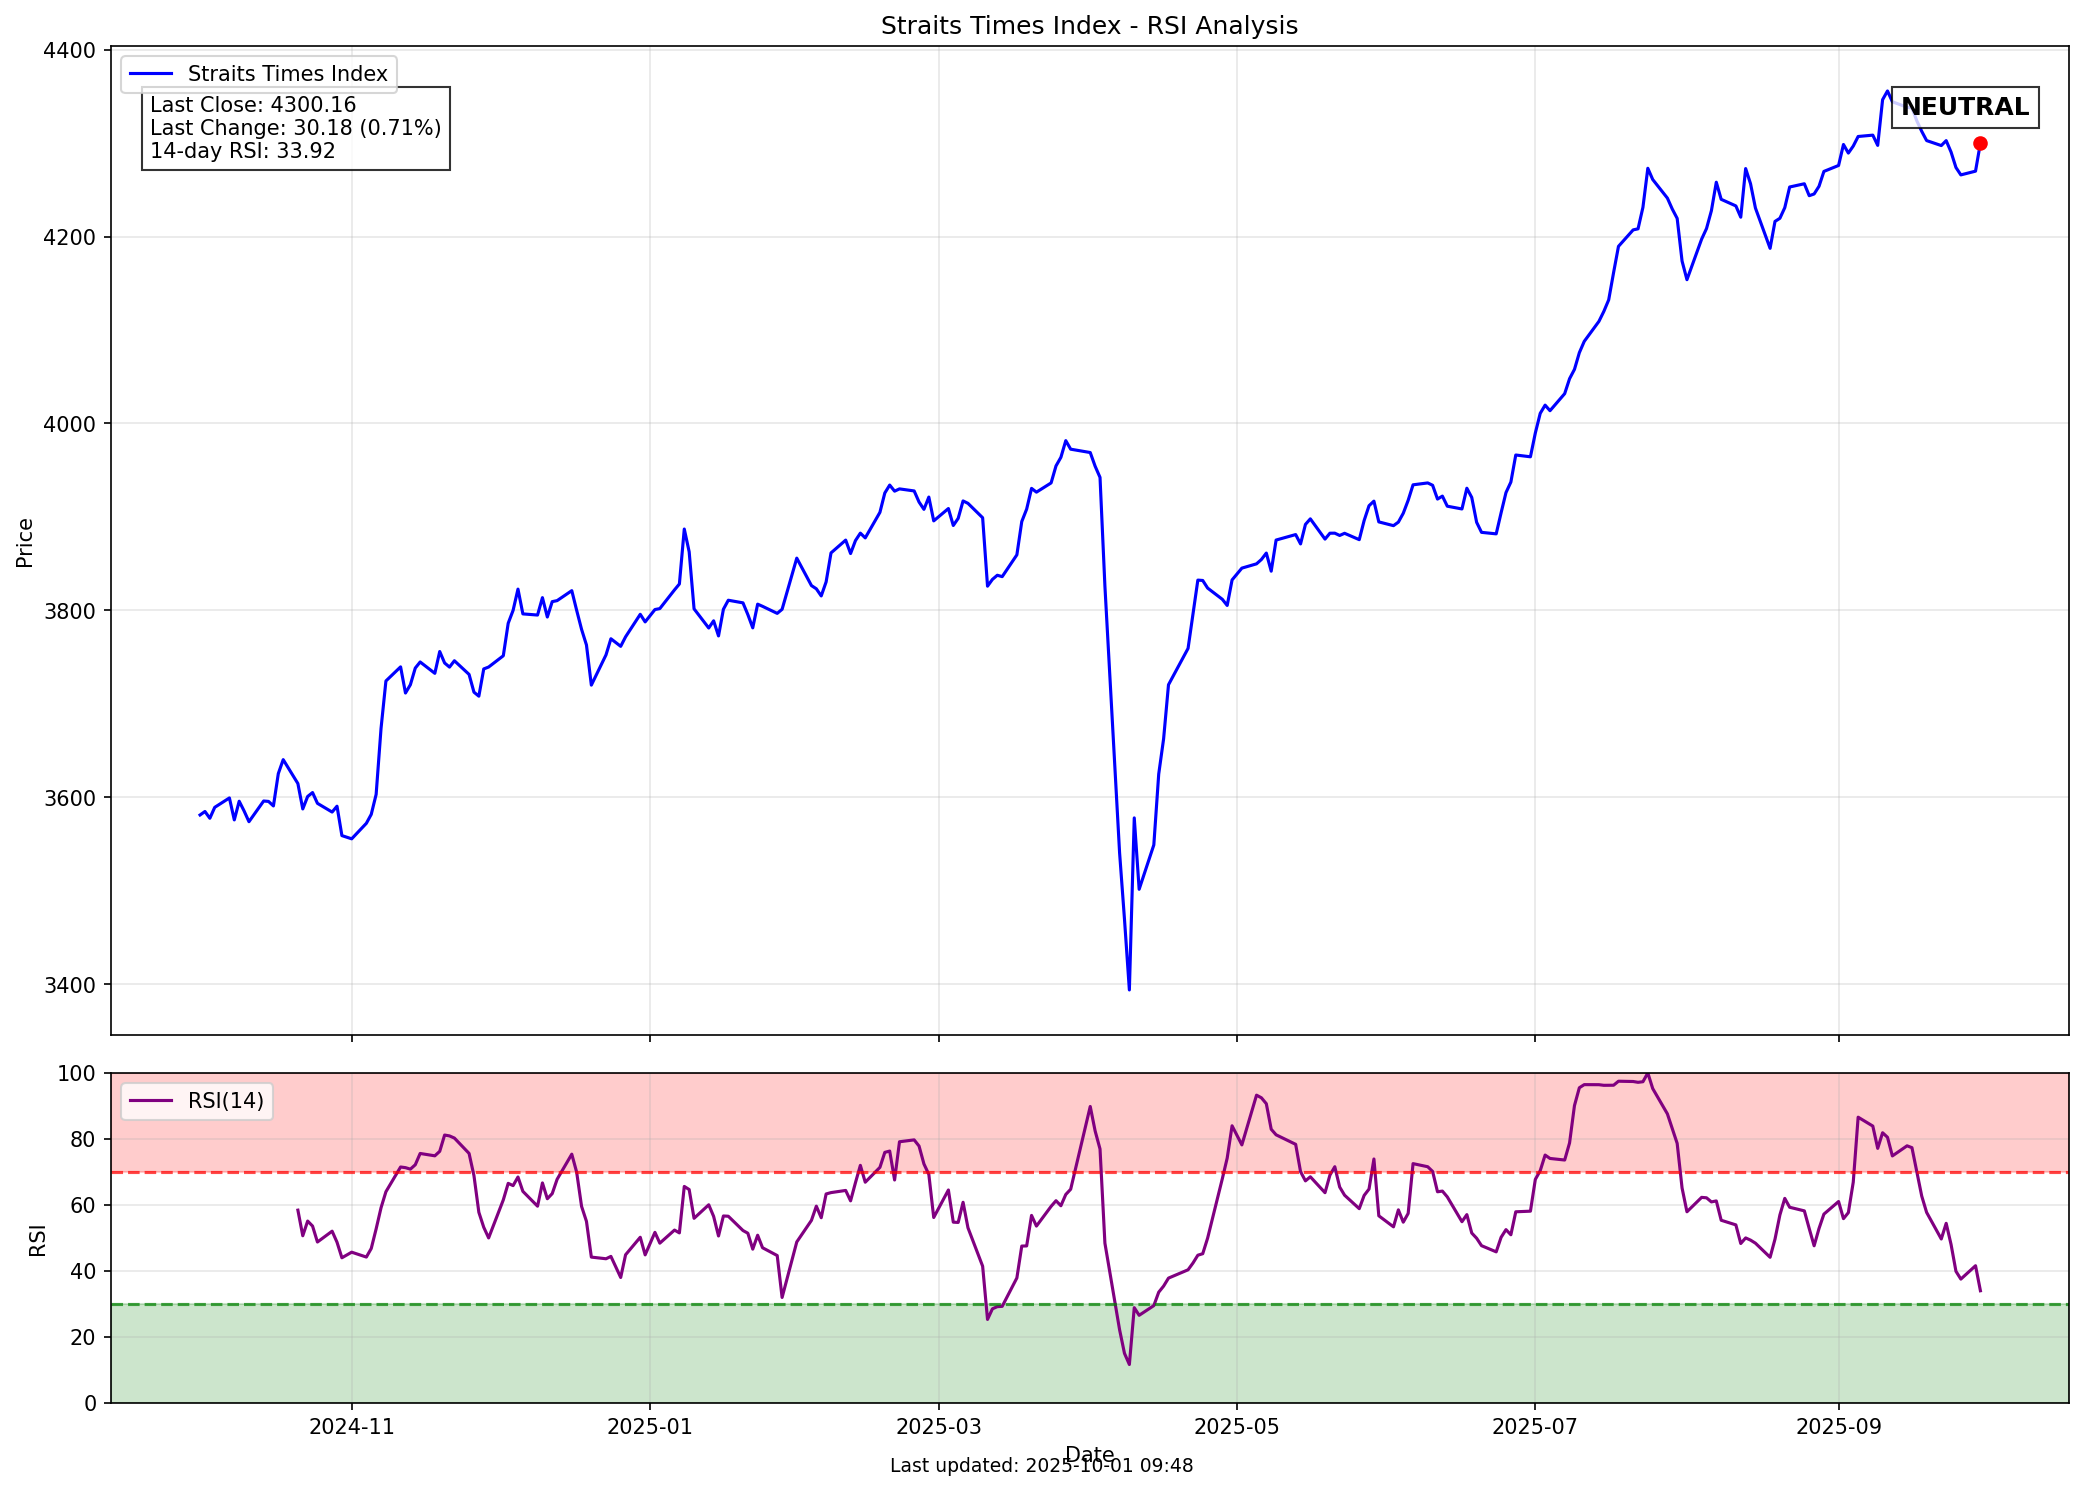 Straits Times Index - RSI Analysis
4400
4200
4000
3800
3600
3400
Price
Straits Times Index
Last Close: 4300.16
Last Change: 30.18 (0.71%)
14-day RSI: 33.92
NEUTRAL
100
80
60
40
20
0
RSI
RSI(14)
2024-11
2025-01
2025-03
2025-05
2025-07
2025-09
Date
Last updated: 2025-10-01 09:48